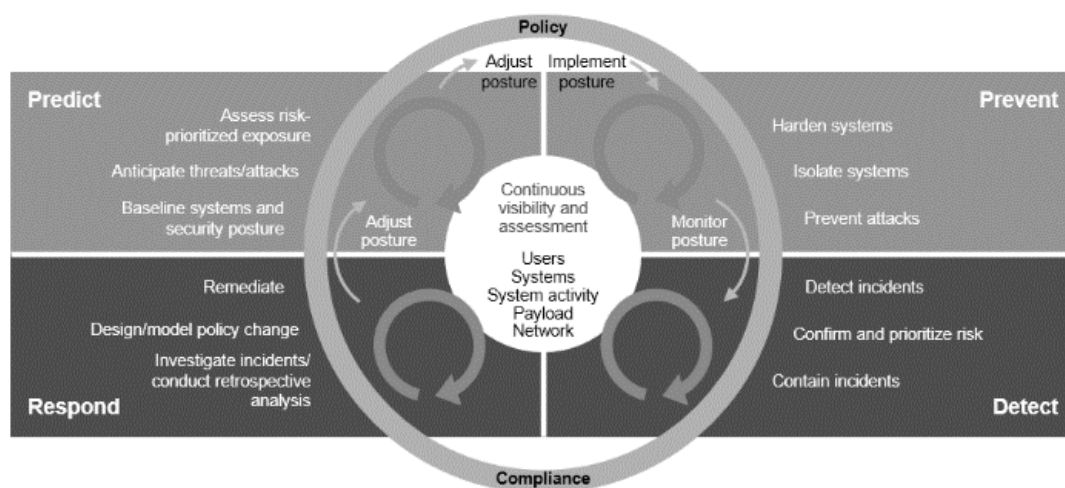 Policy
Adjust
posture
Implement
posture
Predict
Assess risk-
prioritized exposure
Anticipate threats/attacks
Baseline systems and
security posture
Prevent
Harden systems
Isolate systems
Prevent attacks
Continuous
visibility and
assessment
Users
Systems
System activity
Payload
Network
Adjust
posture
Monitor
posture
Remediate
Design/model policy change
Investigate incidents/
conduct retrospective
analysis
Respond
Detect incidents
Confirm and prioritize risk
Contain incidents
Detect
Compliance